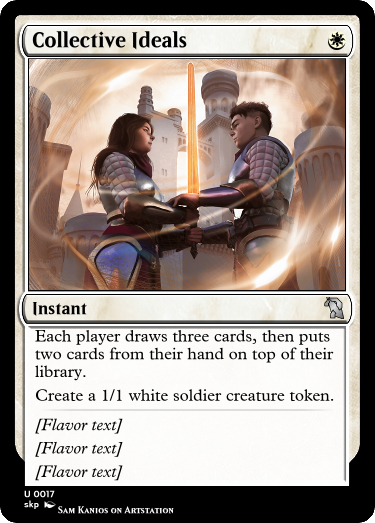 Collective Ideals
Instant
Each player draws three cards, then puts
two cards from their hand on top of their
library.
Create a 1/1 white soldier creature token.
[Flavor text]
[Flavor text]
[Flavor text]
U 0017
skp Sam Kanios on Artstation